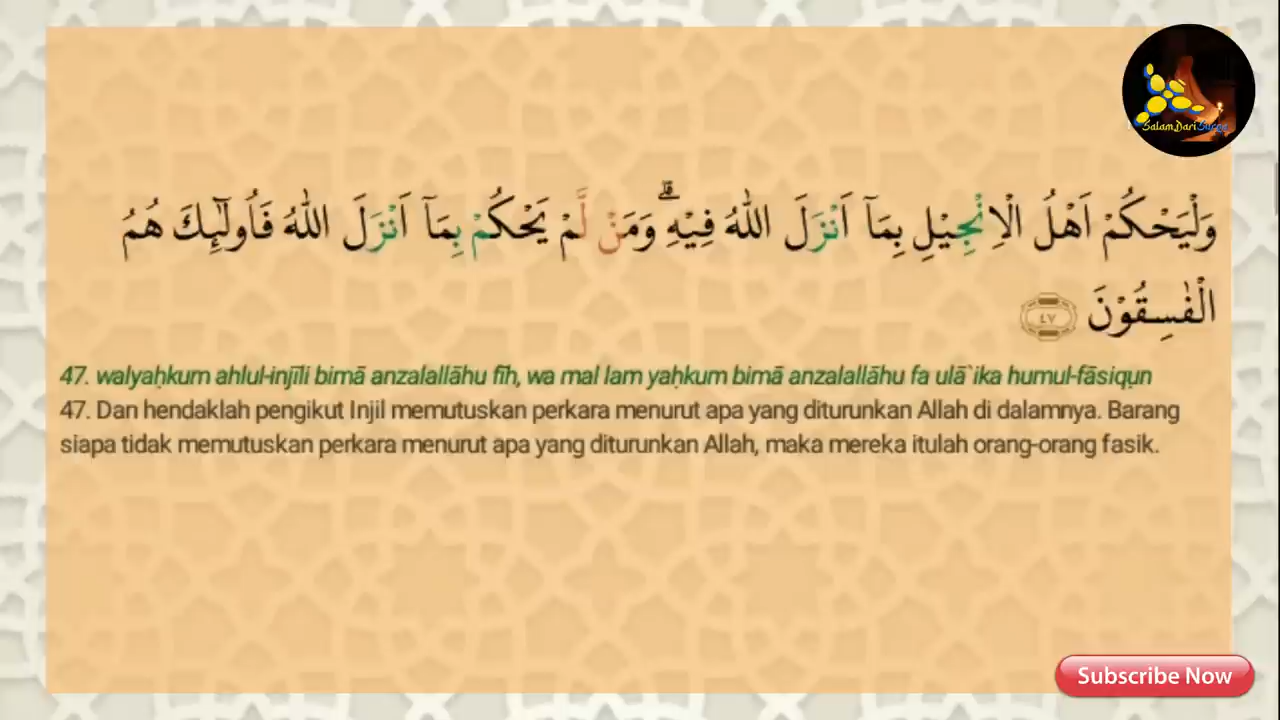 SalamDariSurga
وَلْيَحْكُمْ اَهْلُ الْاِنْجِيْلِ بِمَآ اَنْزَلَ اللّٰهُ فِيْهِۗ وَمَنْ لَّمْ يَحْكُمْ بِمَآ اَنْزَلَ اللّٰهُ فَاُولٰۤىِٕكَ هُمُ
الْفٰسِقُوْنَ ٤٧
47. walyaḥkum ahlul-injīli bimā anzalallāhu fīh, wa mal lam yaḥkum bimā anzalallāhu fa ulā`ika humul-fāsiqụn
47. Dan hendaklah pengikut Injil memutuskan perkara menurut apa yang diturunkan Allah di dalamnya. Barang
siapa tidak memutuskan perkara menurut apa yang diturunkan Allah, maka mereka itulah orang-orang fasik.
Subscribe Now